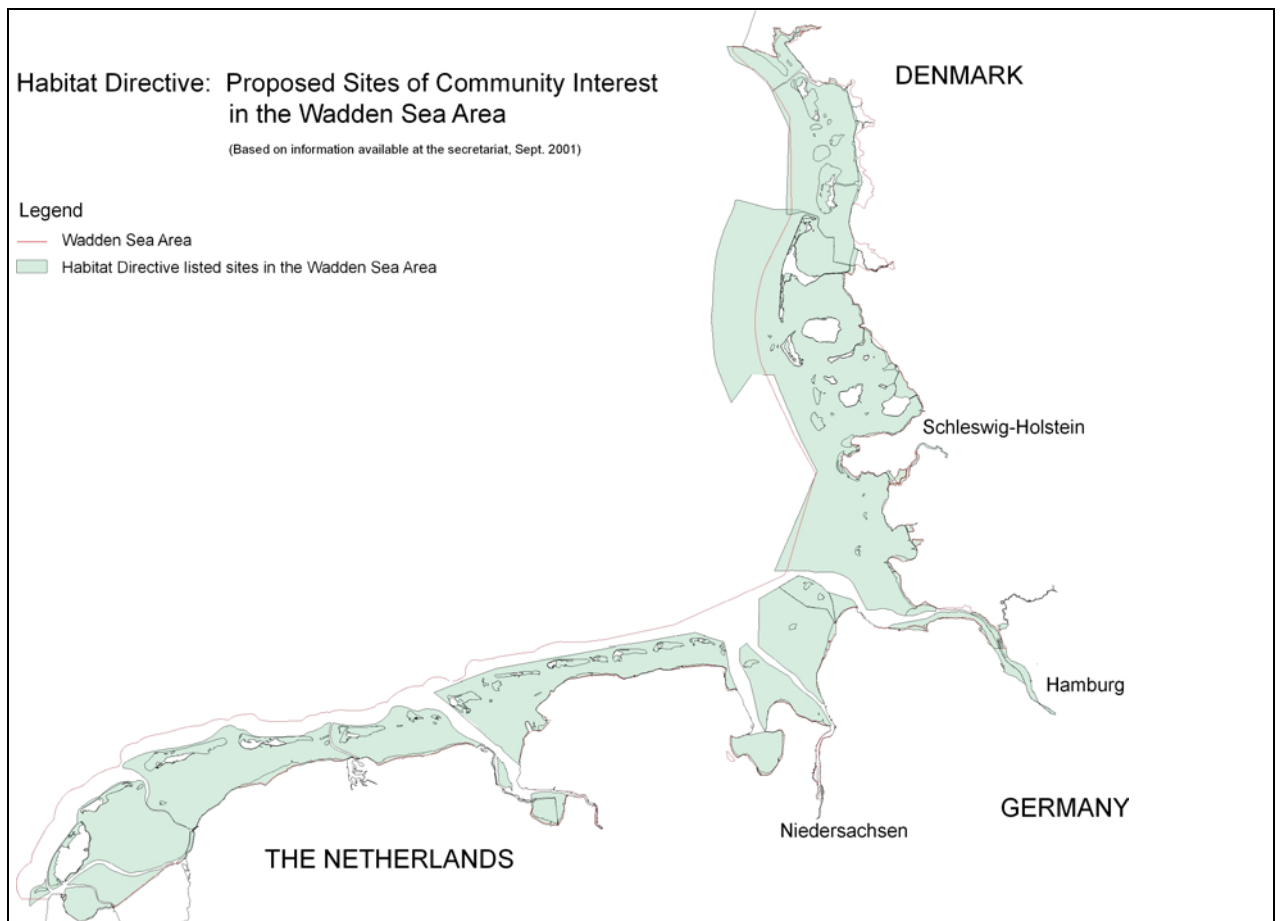 Habitat Directive: Proposed Sites of Community Interest
in the Wadden Sea Area
(Based on information available at the secretariat, Sept. 2001)
Legend
Wadden Sea Area
Habitat Directive listed sites in the Wadden Sea Area
DENMARK
Schleswig-Holstein
Hamburg
GERMANY
Niedersachsen
THE NETHERLANDS